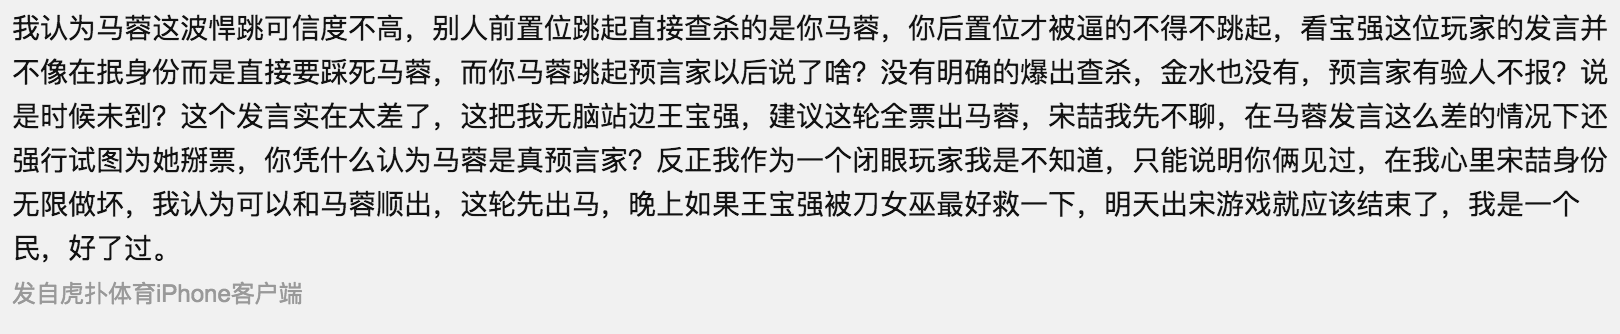 我认为马蓉这波悍跳可信度不高，别人前置位跳起直接查杀的是你马蓉，你后置位才被逼的不得不跳起，看宝强这位玩家的发言并
不像在抿身份而是直接要踩死马蓉，而你马蓉跳起预言家以后说了啥？没有明确的爆出查杀，金水也没有，预言家有验人不报？说
是时候未到？这个发言实在太差了，这把我无脑站边王宝强，建议这轮全票出马蓉，宋喆我先不聊，在马蓉发言这么差的情况下还
强行试图为她掰票，你凭什么认为马蓉是真预言家？反正我作为一个闭眼玩家我是不知道，只能说明你俩见过，在我心里宋喆身份
无限做坏，我认为可以和马蓉顺出，这轮先出马，晚上如果王宝强被刀女巫最好救一下，明天出宋游戏就应该结束了，我是一个
民，好了过。
发自虎扑体育iPhone客户端